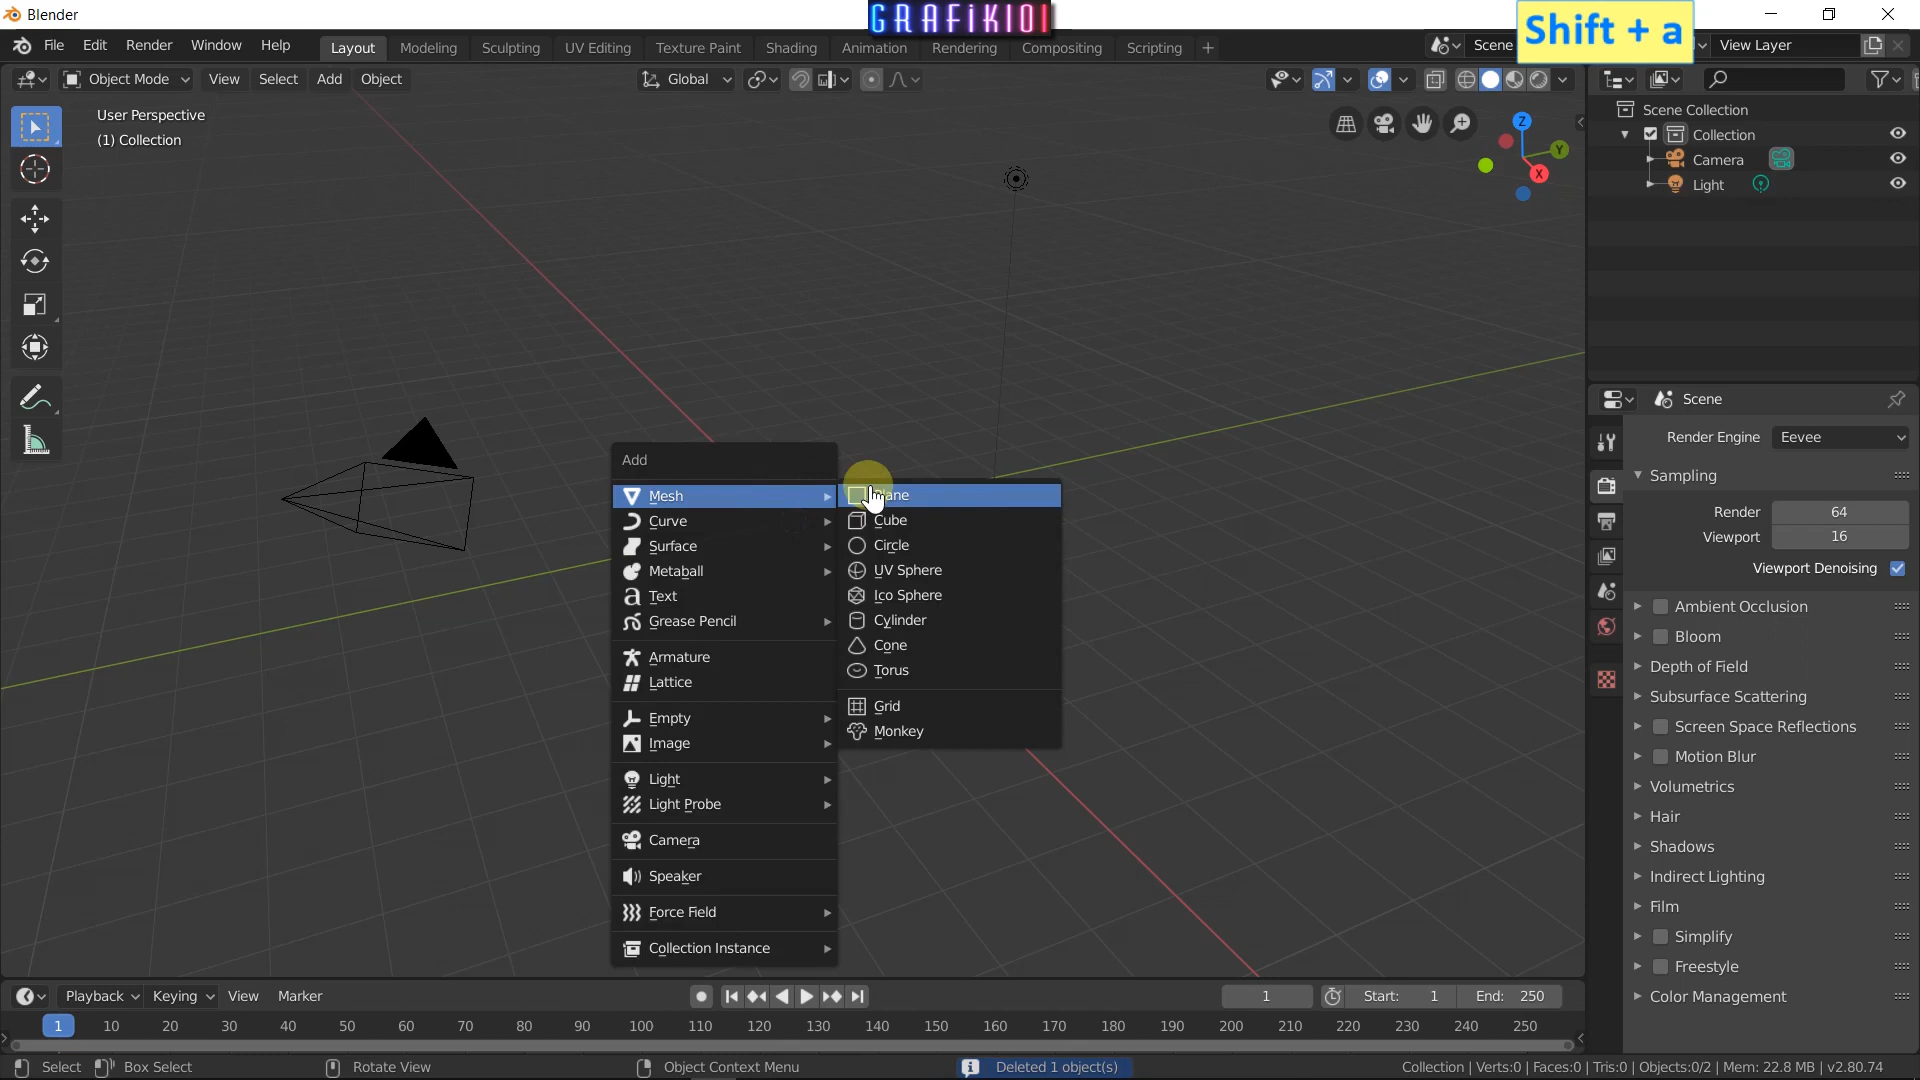 Blender
GRAFiK101
Shift + a
File Edit Render Window Help
Layout Modeling Sculpting UV Editing Texture Paint Shading Animation Rendering Compositing Scripting +
Scene
View Layer
Object Mode View Select Add Object
Global
User Perspective
(1) Collection
Z
Y
X
Scene Collection
Collection
Camera
Light
Scene
Render Engine Eevee
Sampling
Render 64
Viewport 16
Viewport Denoising
Ambient Occlusion
Bloom
Depth of Field
Subsurface Scattering
Screen Space Reflections
Motion Blur
Volumetrics
Hair
Shadows
Indirect Lighting
Film
Simplify
Freestyle
Color Management
Add
Mesh
Curve
Surface
Metaball
Text
Grease Pencil
Armature
Lattice
Empty
Image
Light
Light Probe
Camera
Speaker
Force Field
Collection Instance
Plane
Cube
Circle
UV Sphere
Ico Sphere
Cylinder
Cone
Torus
Grid
Monkey
Playback Keying View Marker
1 Start: 1 End: 250
1 10 20 30 40 50 60 70 80 90 100 110 120 130 140 150 160 170 180 190 200 210 220 230 240 250
Select Box Select Rotate View Object Context Menu Deleted 1 object(s) Collection | Verts:0 | Faces:0 | Tris:0 | Objects:0/2 | Mem: 22.8 MB | v2.80.74